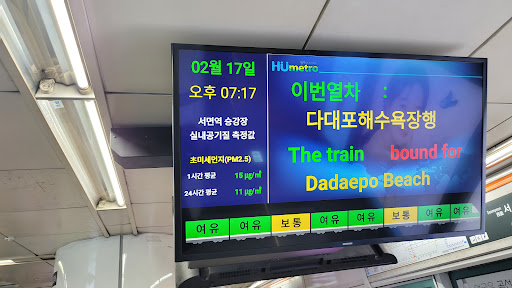 02월 17일
오후 07:17
서면역 승강장
실내공기질 측정값
초미세먼지(PM2.5)
1시간 평균 15 μg/㎥
24시간 평균 11 μg/㎥
HUmetro
이번열차 :
다대포해수욕장행
The train bound for
Dadaepo Beach
여유 여유 보통 여유 여유 보통 여유 여유
서